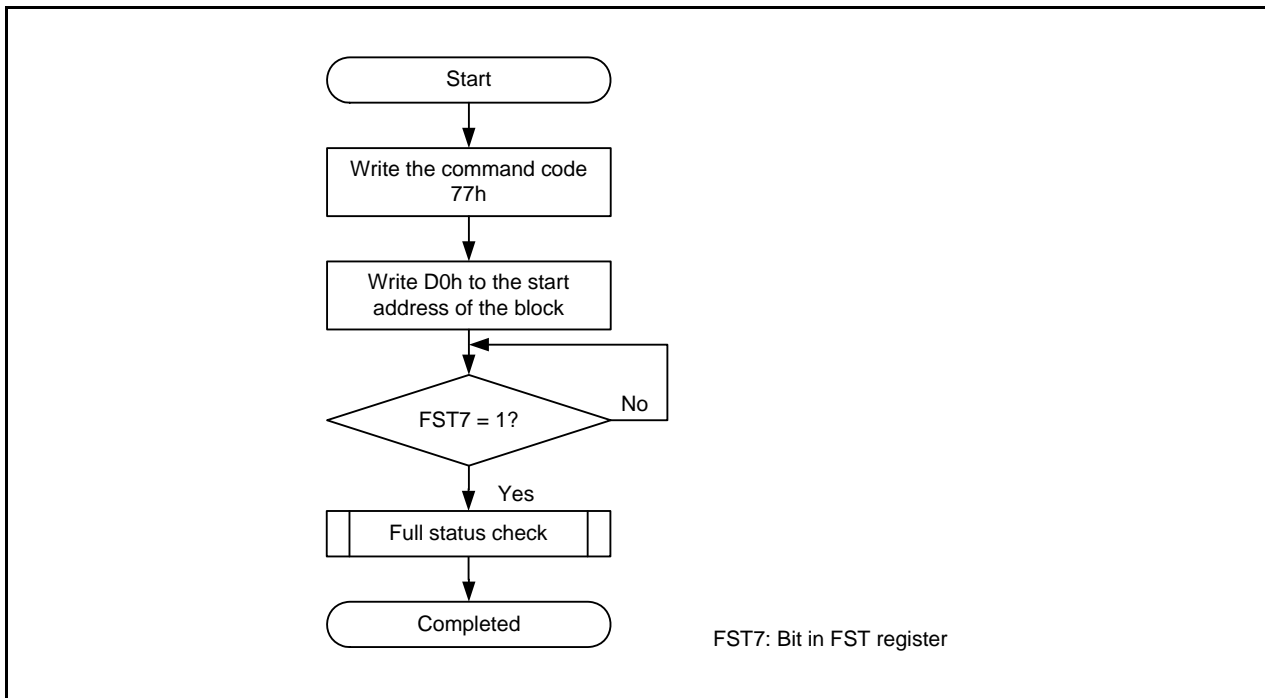 Start
Write the command code
77h
Write D0h to the start
address of the block
FST7 = 1?
No
Yes
Full status check
Completed
FST7: Bit in FST register